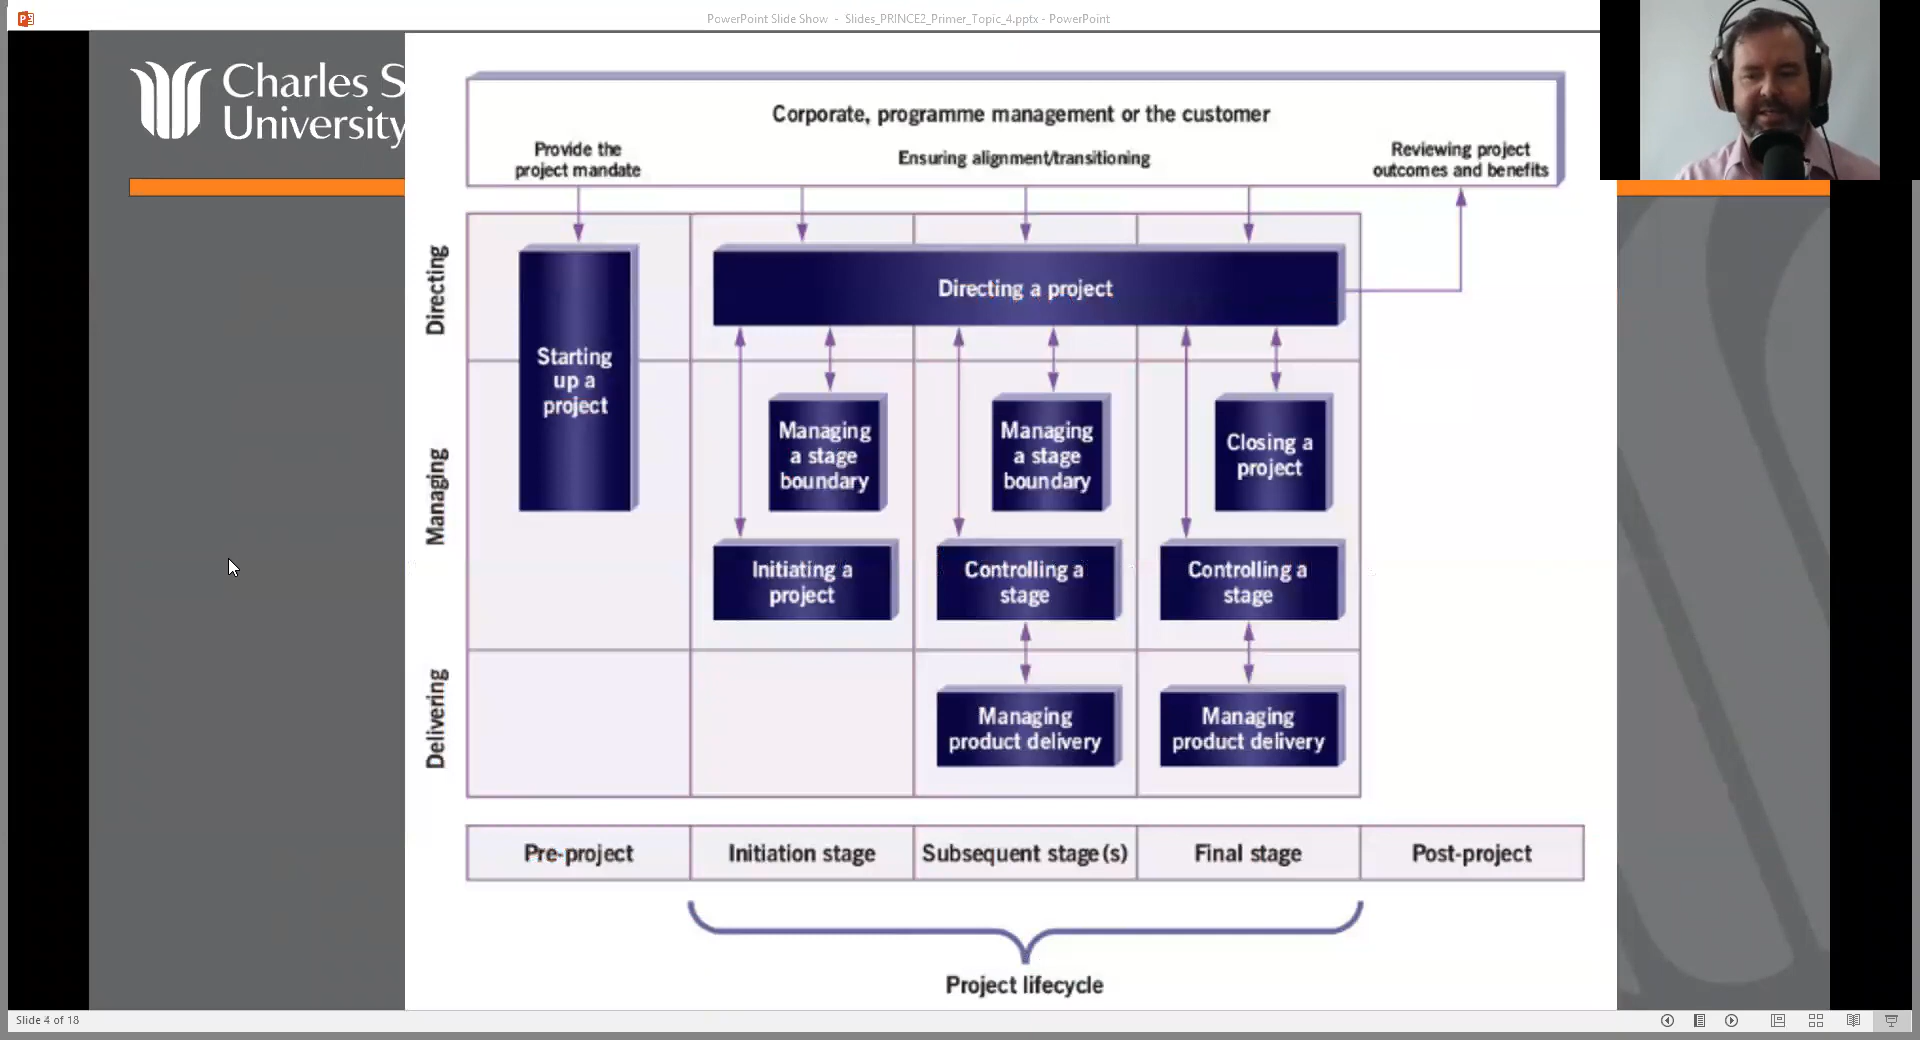 PowerPoint Slide Show - Slides_PRINCE2_Primer_Topic_4.pptx - PowerPoint
Charles S
University
Corporate, programme management or the customer
Provide the
project mandate
Ensuring alignment/transitioning
Reviewing project
outcomes and benefits
Directing
Managing
Delivering
Starting
up a
project
Directing a project
Managing
a stage
boundary
Managing
a stage
boundary
Closing a
project
Initiating a
project
Controlling a
stage
Controlling a
stage
Managing
product delivery
Managing
product delivery
Pre-project
Initiation stage
Subsequent stage(s)
Final stage
Post-project
Project lifecycle
Slide 4 of 18